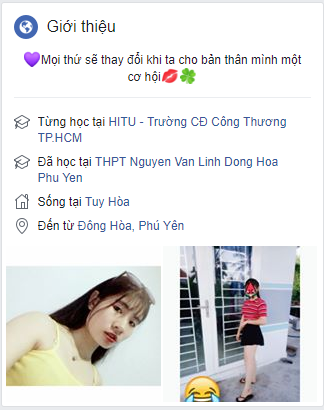 Giới thiệu
💜Mọi thứ sẽ thay đổi khi ta cho bản thân mình một
cơ hội💋🍀
Từng học tại HITU - Trường CĐ Công Thương
TP.HCM
Đã học tại THPT Nguyen Van Linh Dong Hoa
Phu Yen
Sống tại Tuy Hòa
Đến từ Đông Hòa, Phú Yên